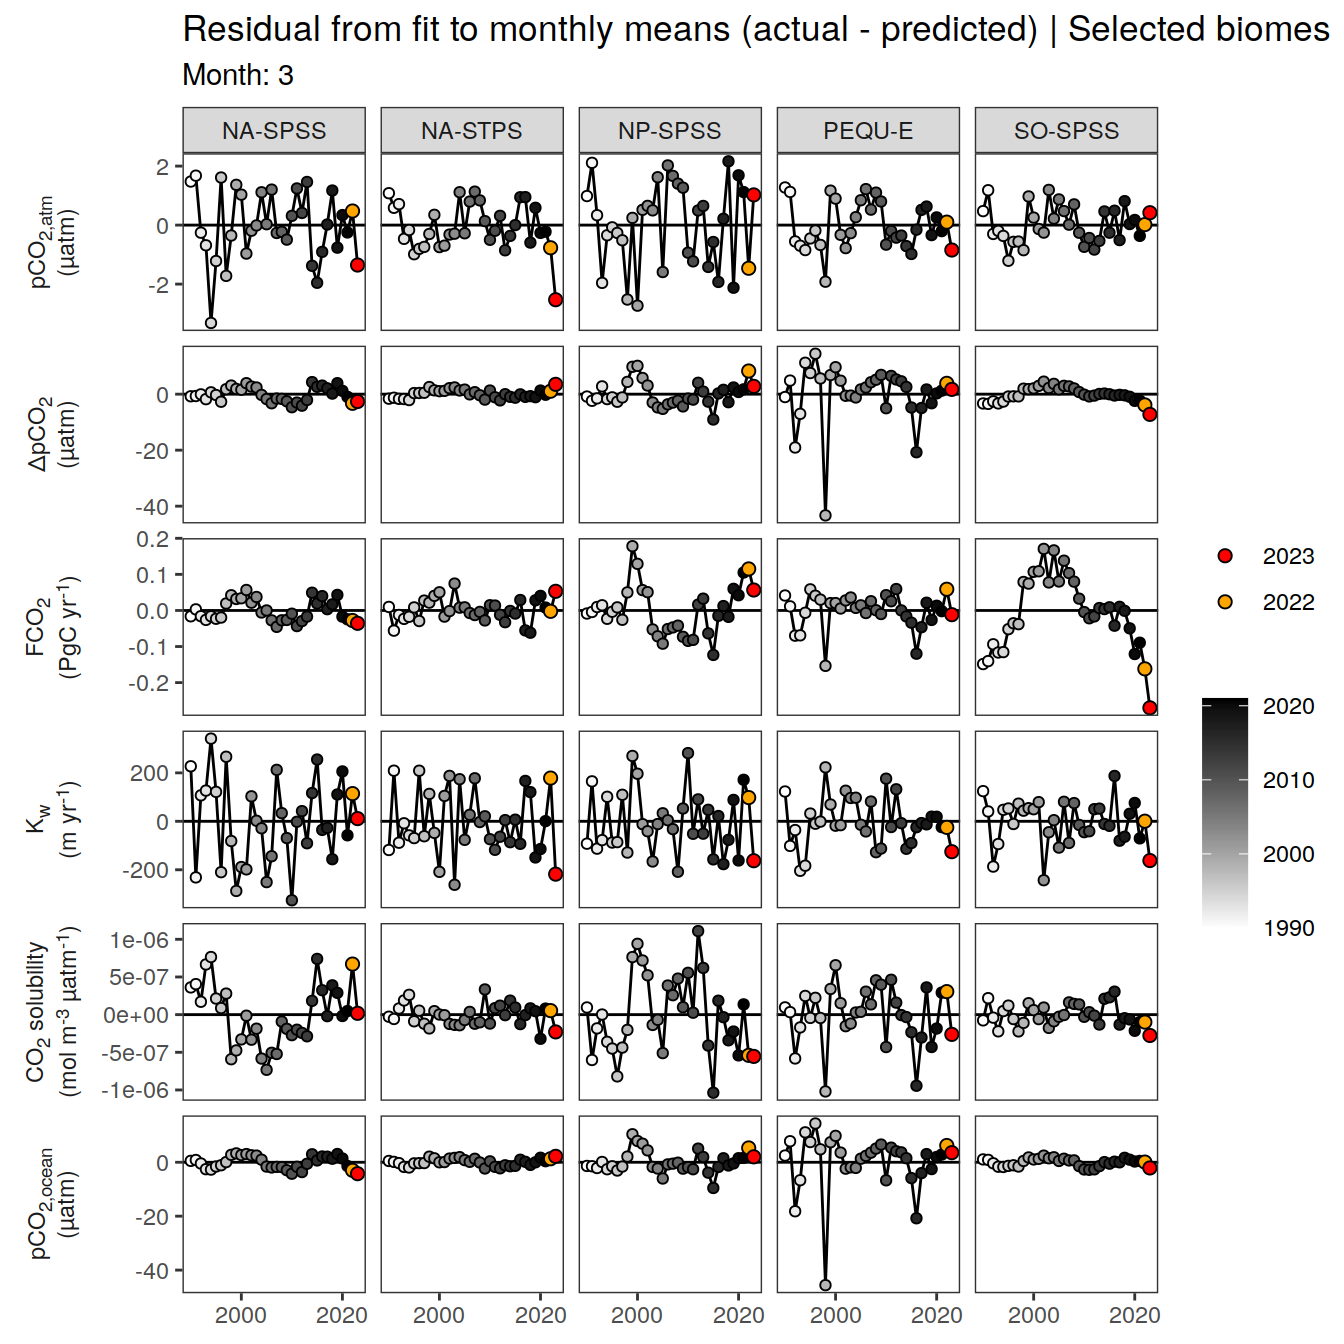 Residual from fit to monthly means (actual - predicted) | Selected biomes
Month: 3
NA-SPSS NA-STPS NP-SPSS PEQU-E SO-SPSS
pCO2,atm
(µatm)
2
0
-2
ΔpCO2
(µatm)
0
-20
-40
FCO2
(PgC yr-1)
0.2
0.1
0.0
-0.1
-0.2
Kw
(m yr-1)
200
0
-200
CO2 solubility
(mol m-3 µatm-1)
1e-06
5e-07
0e+00
-5e-07
-1e-06
pCO2,ocean
(µatm)
0
-20
-40
2000 2020 2000 2020 2000 2020 2000 2020 2000 2020
2023
2022
2020
2010
2000
1990